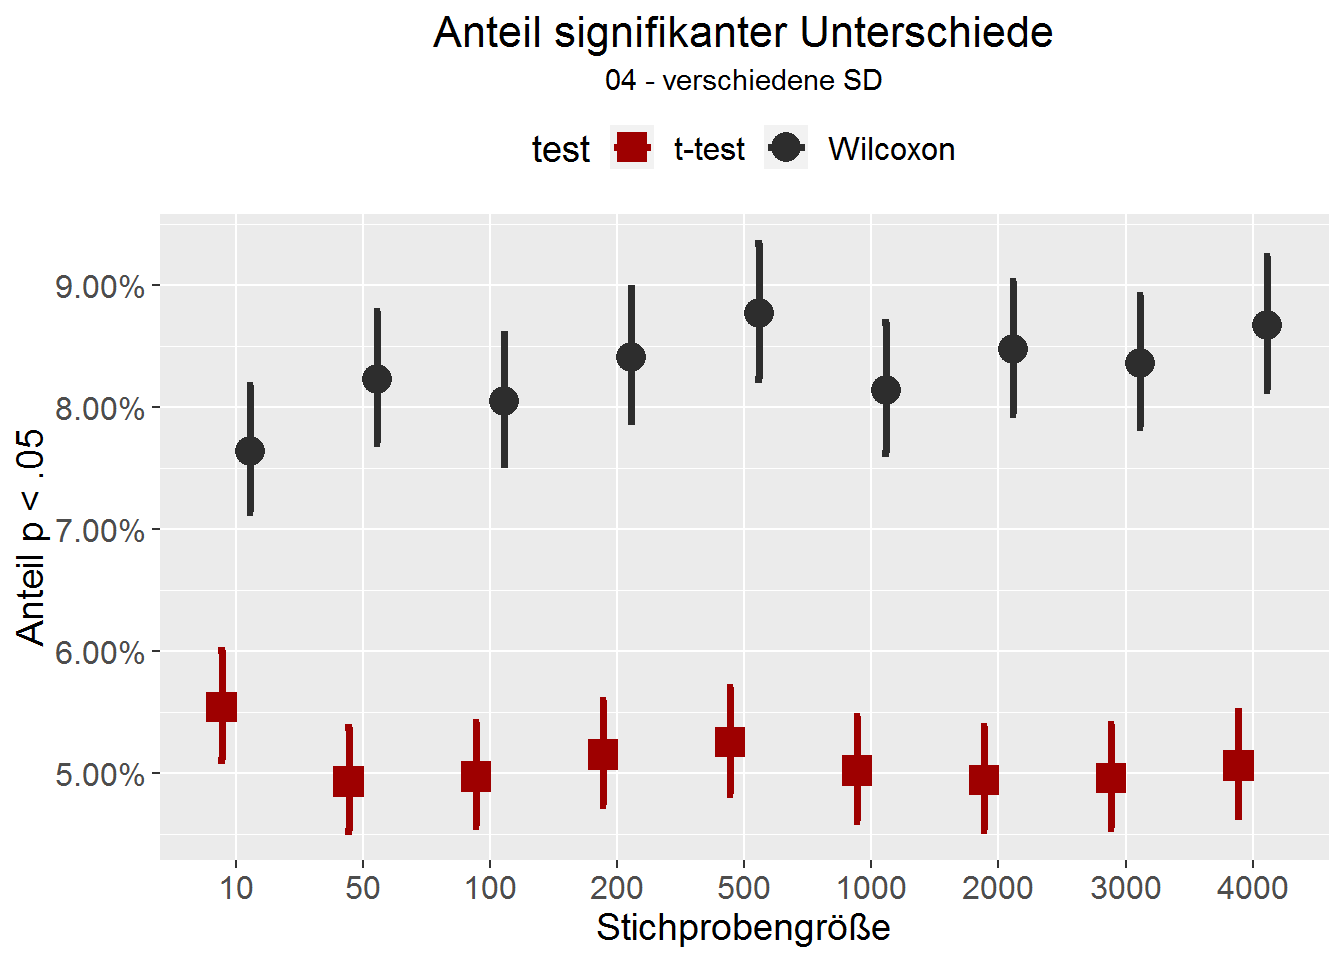 Anteil signifikanter Unterschiede
04 - verschiedene SD
test t-test Wilcoxon
Anteil p < .05
9.00%
8.00%
7.00%
6.00%
5.00%
10 50 100 200 500 1000 2000 3000 4000
Stichprobengröße